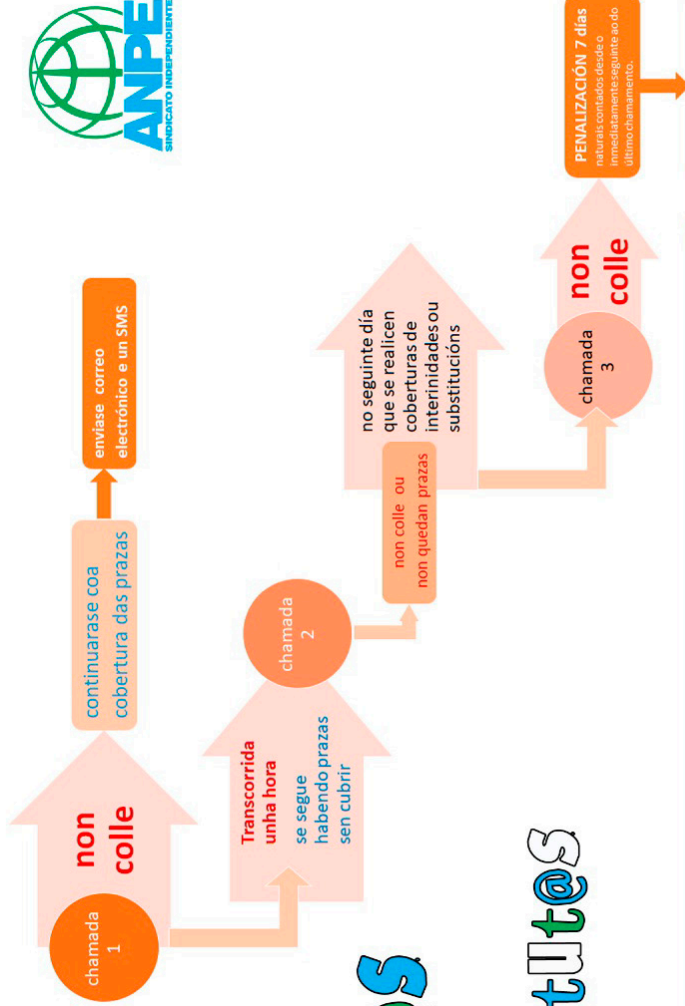 chamada
1
non
colle
continuarase coa
cobertura das prazas
envíase correo
electrónico e un SMS
ANPE
SINDICATO INDEPENDIENTE
Transcorrida
unha hora
se segue
habendo prazas
sen cubrir
chamada
2
non colle ou
non quedan prazas
no seguinte día
que se realicen
coberturas de
interinidades ou
substitucións
chamada
3
non
colle
PENALIZACIÓN 7 días
naturais contados desde o
inmediatamente seguinte ao do
último chamamento.
os
tut@s